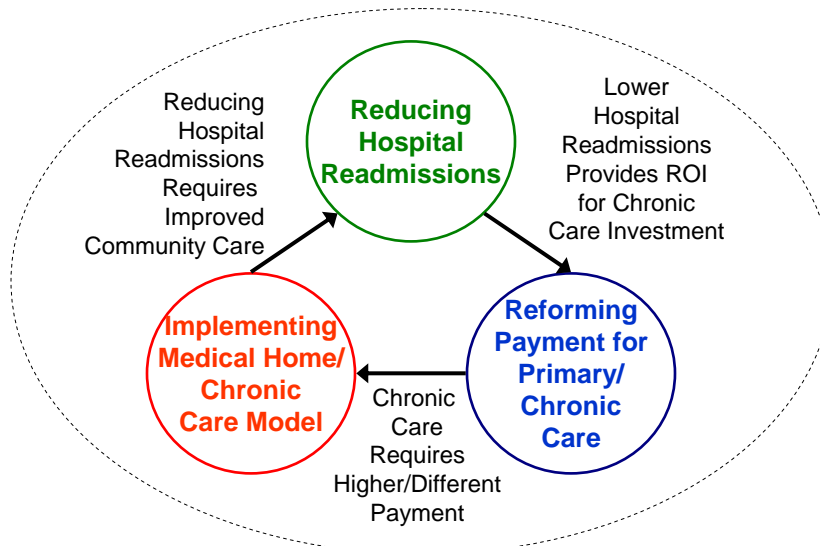 Reducing
Hospital
Readmissions
Reducing
Hospital
Readmissions
Requires
Improved
Community Care
Lower
Hospital
Readmissions
Provides ROI
for Chronic
Care Investment
Implementing
Medical Home/
Chronic
Care Model
Reforming
Payment for
Primary/
Chronic
Care
Chronic
Care
Requires
Higher/Different
Payment